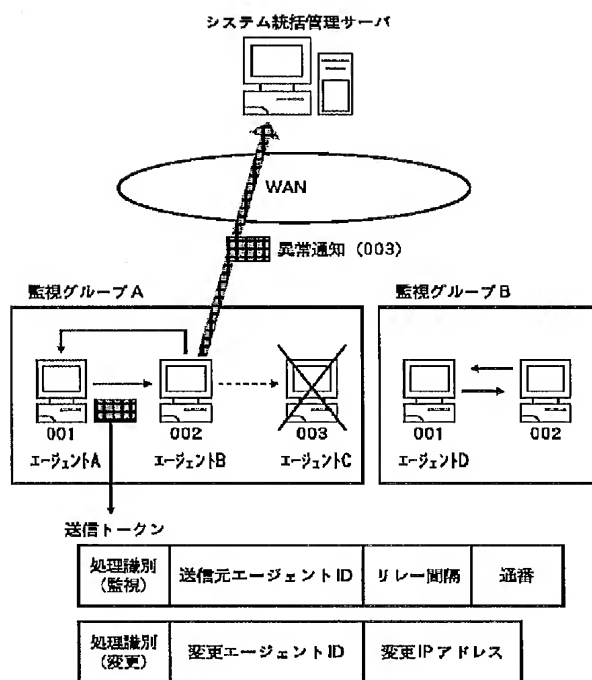 システム統括管理サーバ
WAN
異常通知（003）
監視グループA
監視グループB
001
002
003
001
002
エージェントA
エージェントB
エージェントC
エージェントD
送信トークン
処理識別
(監視)
送信元エージェントID
リレー間隔
通番
処理識別
(変更)
変更エージェントID
変更IPアドレス